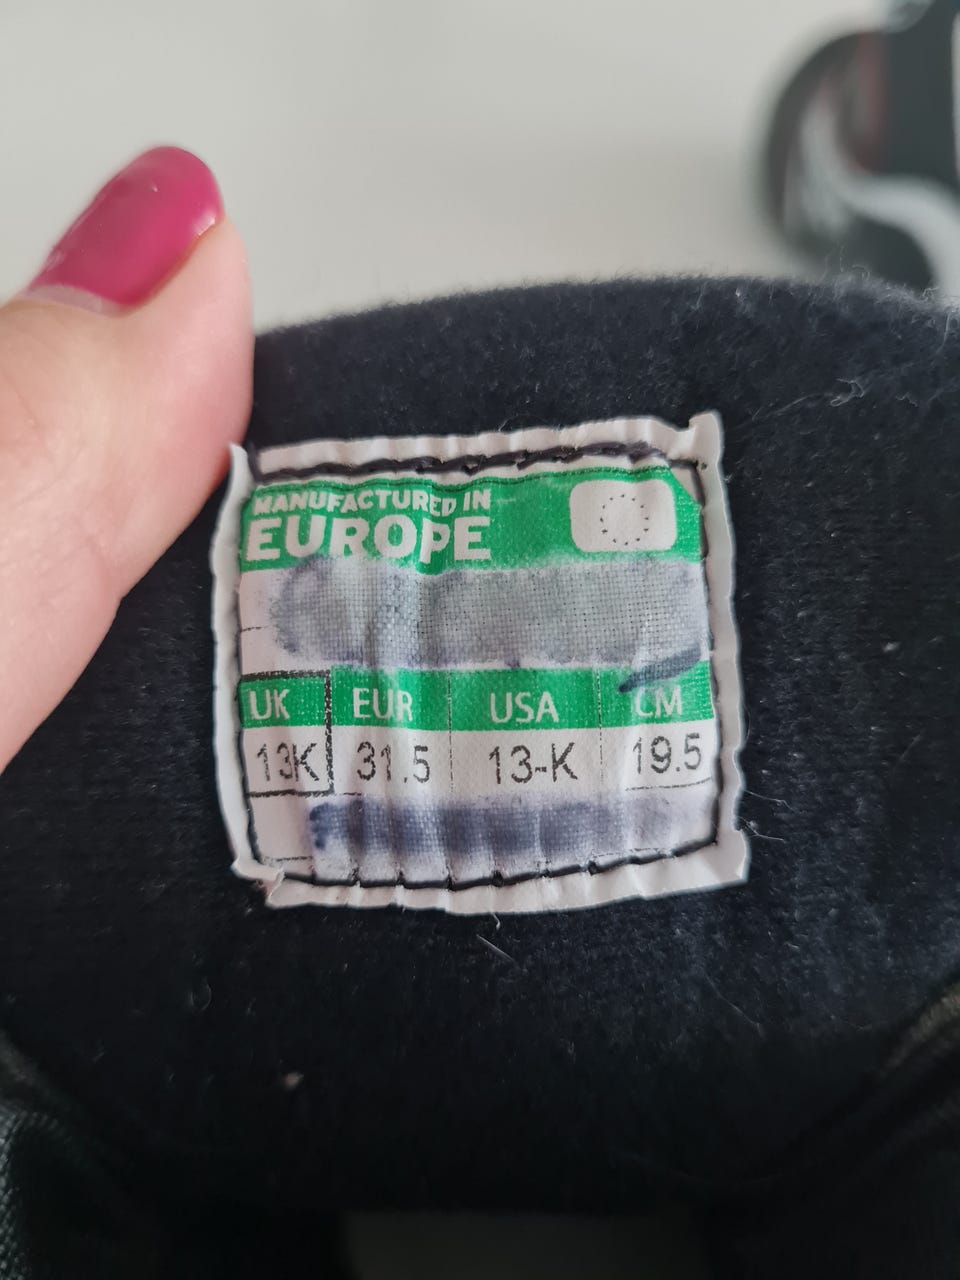 MANUFACTURED IN
EUROPE
UK EUR USA CM
13K 31.5 13-K 19.5